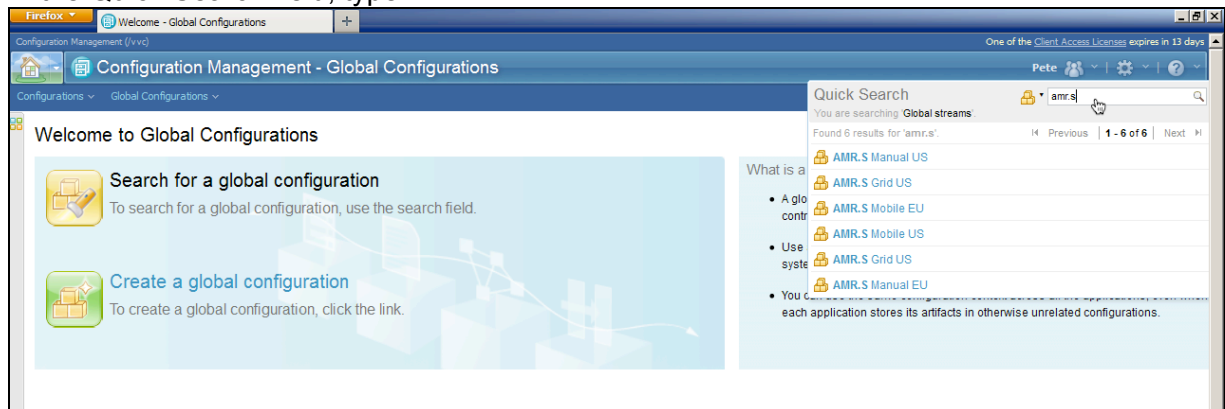 Firefox
Welcome - Global Configurations
+
Configuration Management (/vvc)
One of the Client Access Licenses expires in 13 days
Configuration Management - Global Configurations
Pete
Configurations
Global Configurations
Quick Search
amr.s
You are searching 'Global streams'.
Welcome to Global Configurations
Found 6 results for 'amr.s'.
Previous
1 - 6 of 6
Next
AMR.S Manual US
What is a
Search for a global configuration
To search for a global configuration, use the search field.
AMR.S Grid US
A glo
contr
AMR.S Mobile EU
AMR.S Mobile US
Use
syste
AMR.S Grid US
Create a global configuration
To create a global configuration, click the link.
AMR.S Manual EU
each application stores its artifacts in otherwise unrelated configurations.